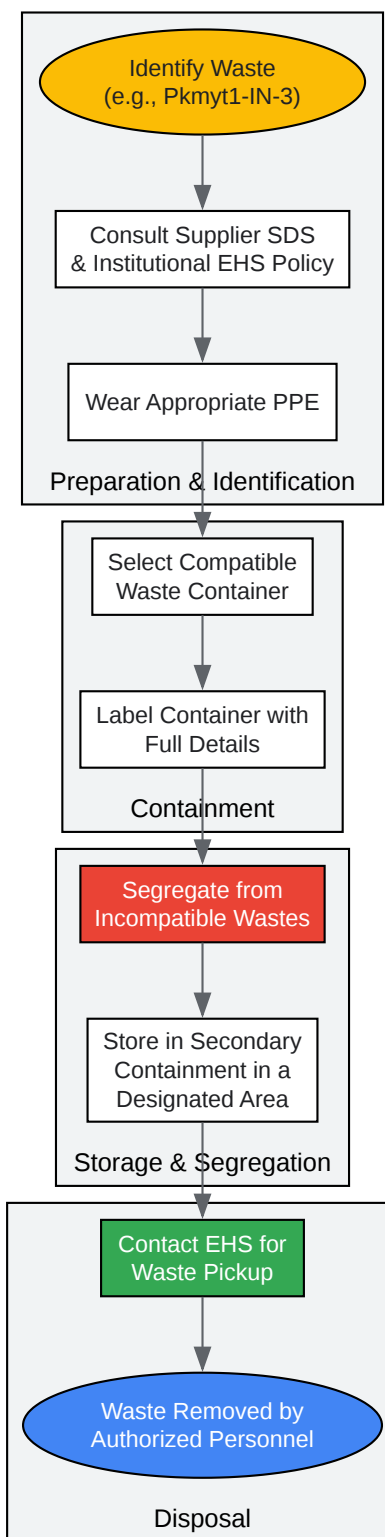 Identify Waste
(e.g., Pkmyt1-IN-3)
Consult Supplier SDS
& Institutional EHS Policy
Wear Appropriate PPE
Preparation & Identification
Select Compatible
Waste Container
Label Container with
Full Details
Containment
Segregate from
Incompatible Wastes
Store in Secondary
Containment in a
Designated Area
Storage & Segregation
Contact EHS for
Waste Pickup
Waste Removed by
Authorized Personnel
Disposal